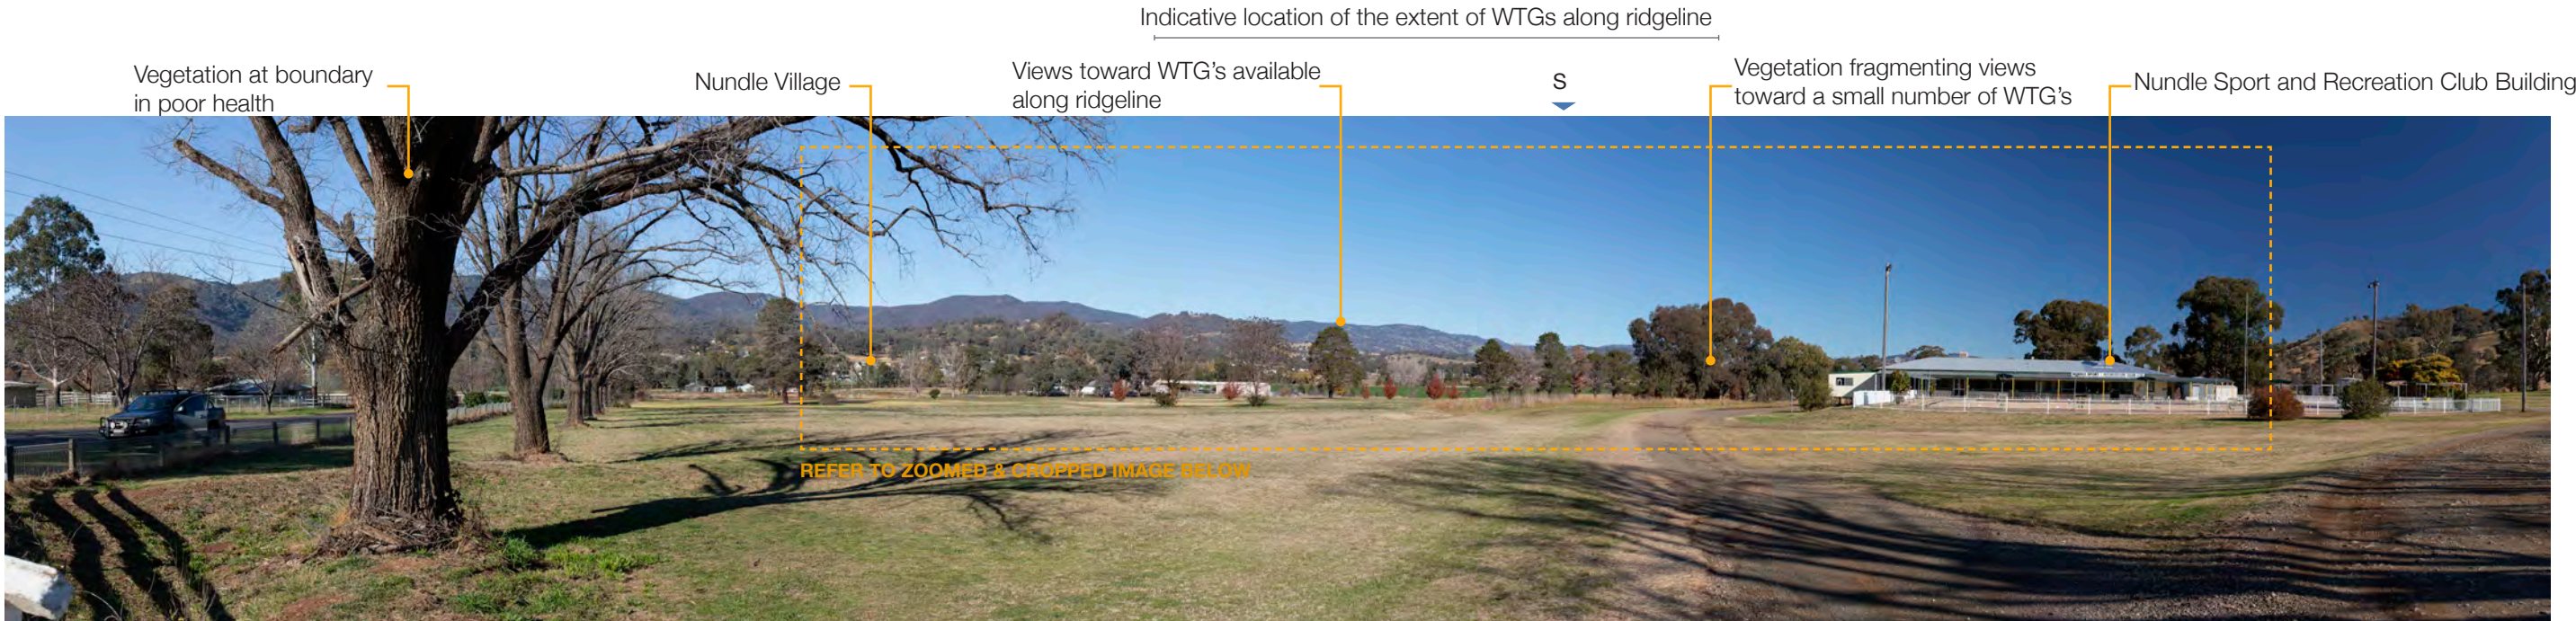 Indicative location of the extent of WTGs along ridgeline
Vegetation at boundary
in poor health
Nundle Village
Views toward WTG's available
along ridgeline
S
Vegetation fragmenting views
toward a small number of WTG's
Nundle Sport and Recreation Club Building
REFER TO ZOOMED & CROPPED IMAGE BELOW